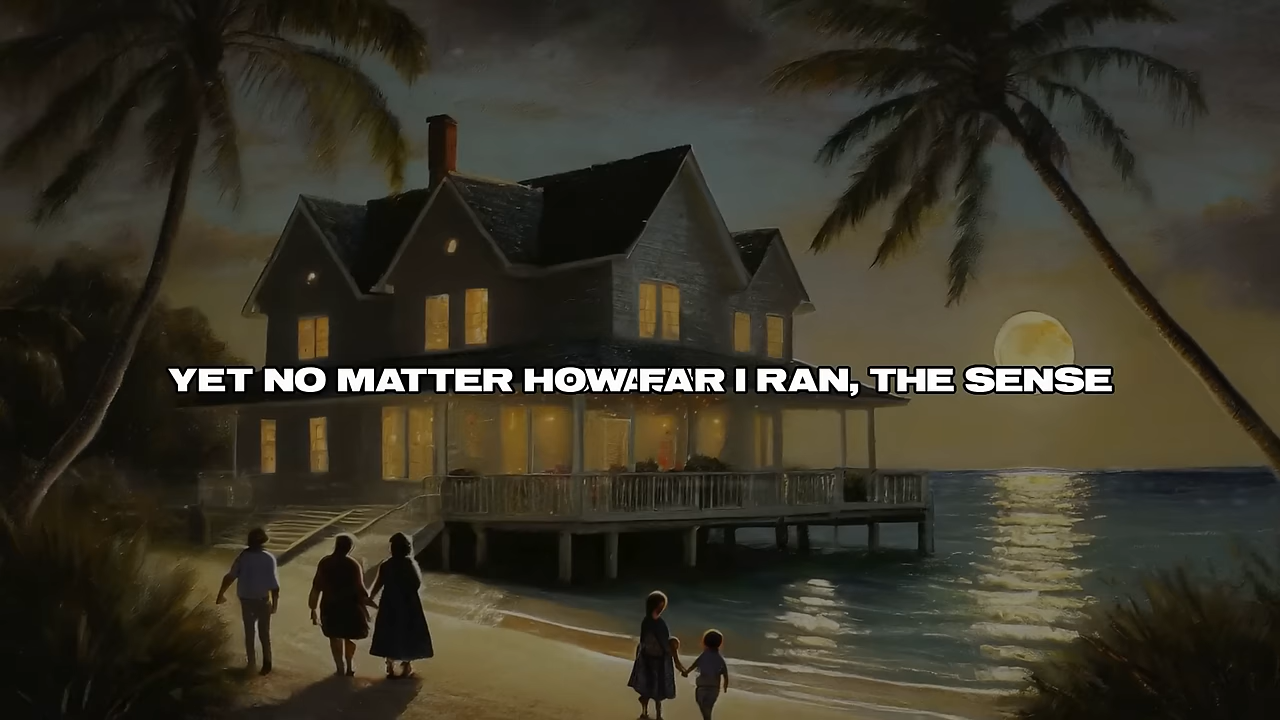 YET NO MATTER HOW FAR I RAN, THE SENSE